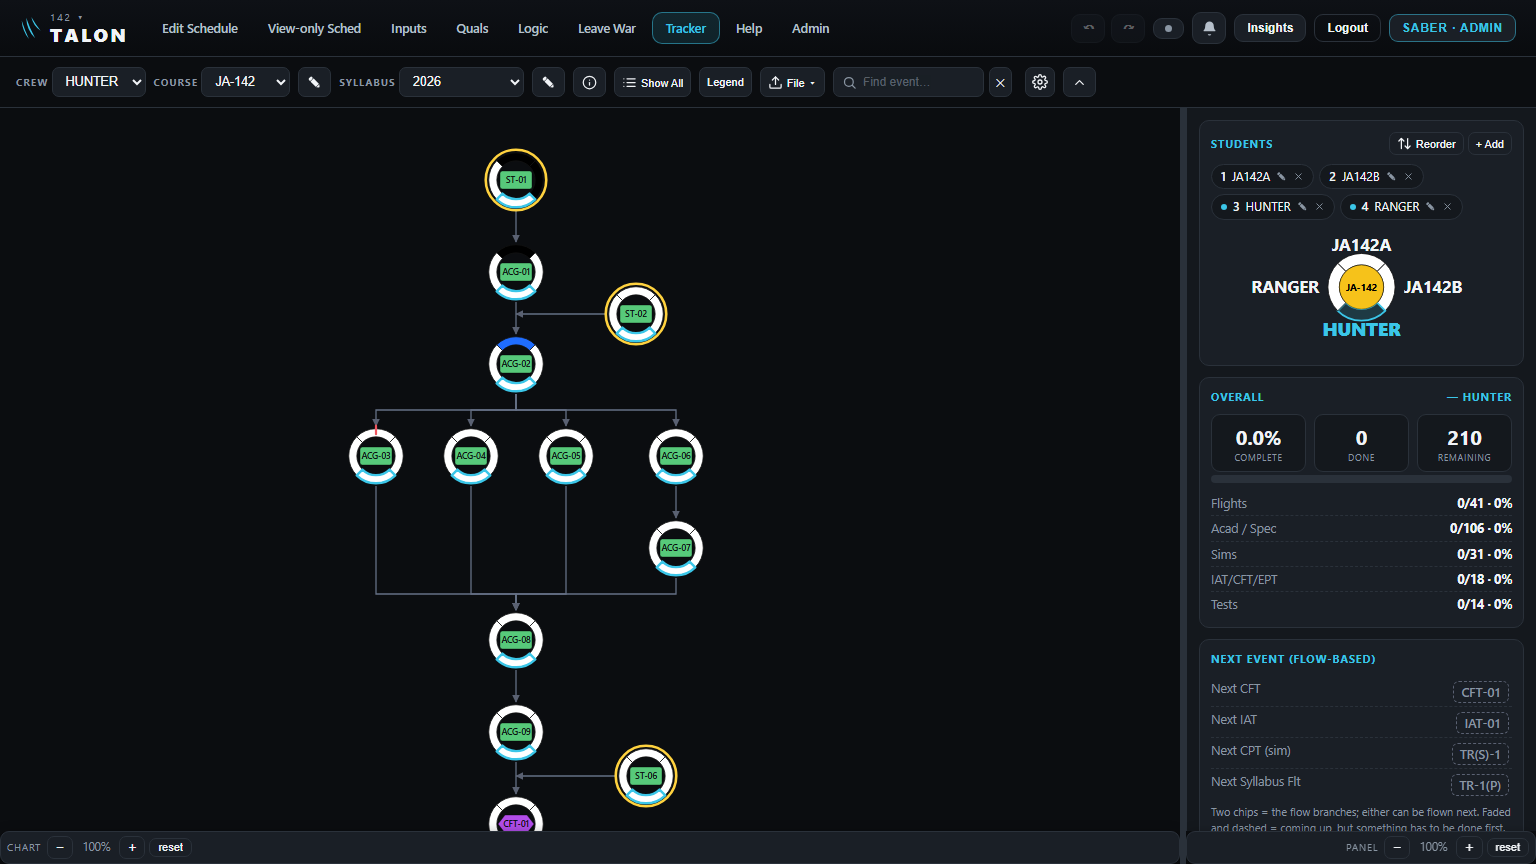 142
TALON
Edit Schedule
View-only Sched
Inputs
Quals
Logic
Leave War
Tracker
Help
Admin
Insights
Logout
SABER · ADMIN
CREW
HUNTER
COURSE
JA-142
SYLLABUS
2026
Show All
Legend
File
Find event...
ST-01
ACG-01
ST-02
ACG-02
ACG-03
ACG-04
ACG-05
ACG-06
ACG-07
ACG-08
ACG-09
ST-06
CFT-01
CHART
−
100%
+
reset
STUDENTS
Reorder
+ Add
1 JA142A
2 JA142B
3 HUNTER
4 RANGER
JA142A
RANGER
JA-142
JA142B
HUNTER
OVERALL
— HUNTER
0.0%
COMPLETE
0
DONE
210
REMAINING
Flights
0/41 · 0%
Acad / Spec
0/106 · 0%
Sims
0/31 · 0%
IAT/CFT/EPT
0/18 · 0%
Tests
0/14 · 0%
NEXT EVENT (FLOW-BASED)
Next CFT
CFT-01
Next IAT
IAT-01
Next CPT (sim)
TR(S)-1
Next Syllabus Flt
TR-1(P)
Two chips = the flow branches; either can be flown next. Faded
and dashed = coming up, but something has to be done first.
PANEL
−
100%
+
reset